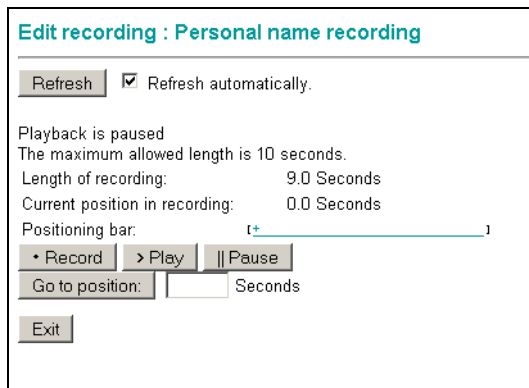 Edit recording : Personal name recording
Refresh Refresh automatically.
Playback is paused
The maximum allowed length is 10 seconds.
Length of recording: 9.0 Seconds
Current position in recording: 0.0 Seconds
Positioning bar: [+ ]
• Record > Play || Pause
Go to position: Seconds
Exit